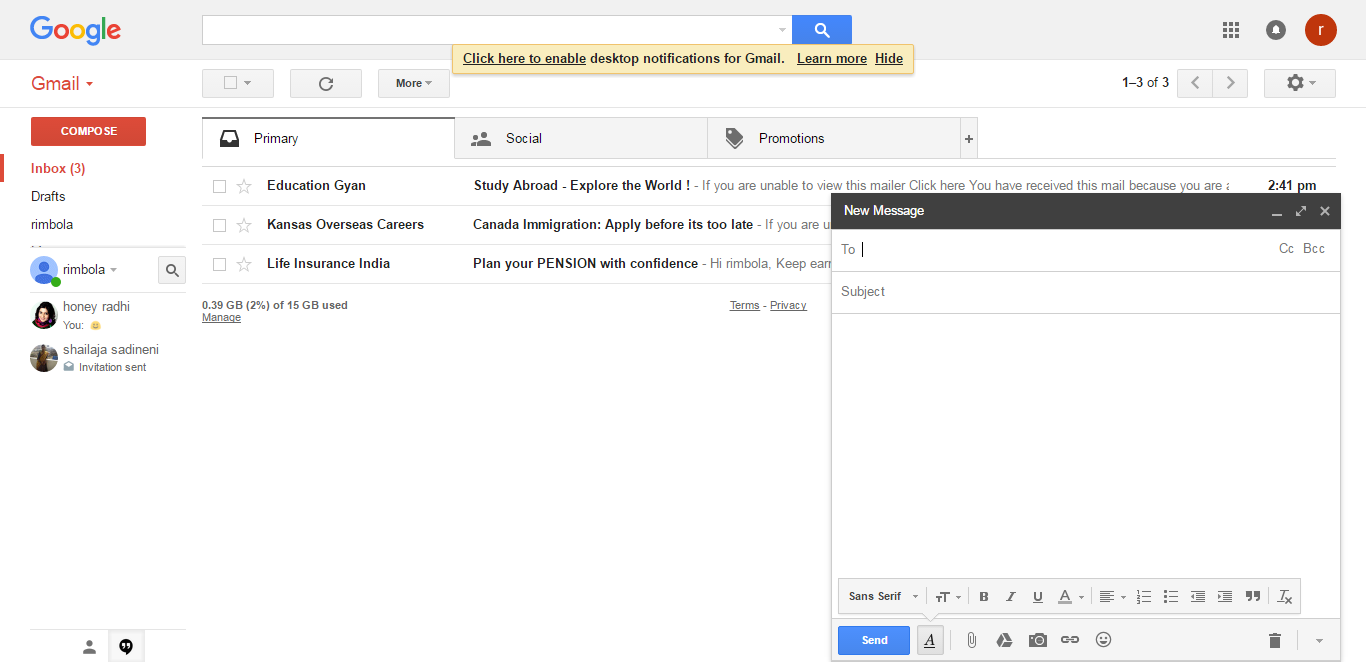 Google
r
Click here to enable desktop notifications for Gmail. Learn more Hide
Gmail
More
1–3 of 3
COMPOSE
Inbox (3)
Drafts
rimbola
rimbola
honey radhi
You:
shailaja sadineni
Invitation sent
Primary
Social
Promotions
+
Education Gyan Study Abroad - Explore the World ! - If you are unable to view this mailer Click here You have received this mail because you are 2:41 pm
Kansas Overseas Careers Canada Immigration: Apply before its too late - If you are
Life Insurance India Plan your PENSION with confidence - Hi rimbola, Keep
0.39 GB (2%) of 15 GB used
Manage
Terms - Privacy
New Message
To Cc Bcc
Subject
Sans Serif TT B I U A
Send A